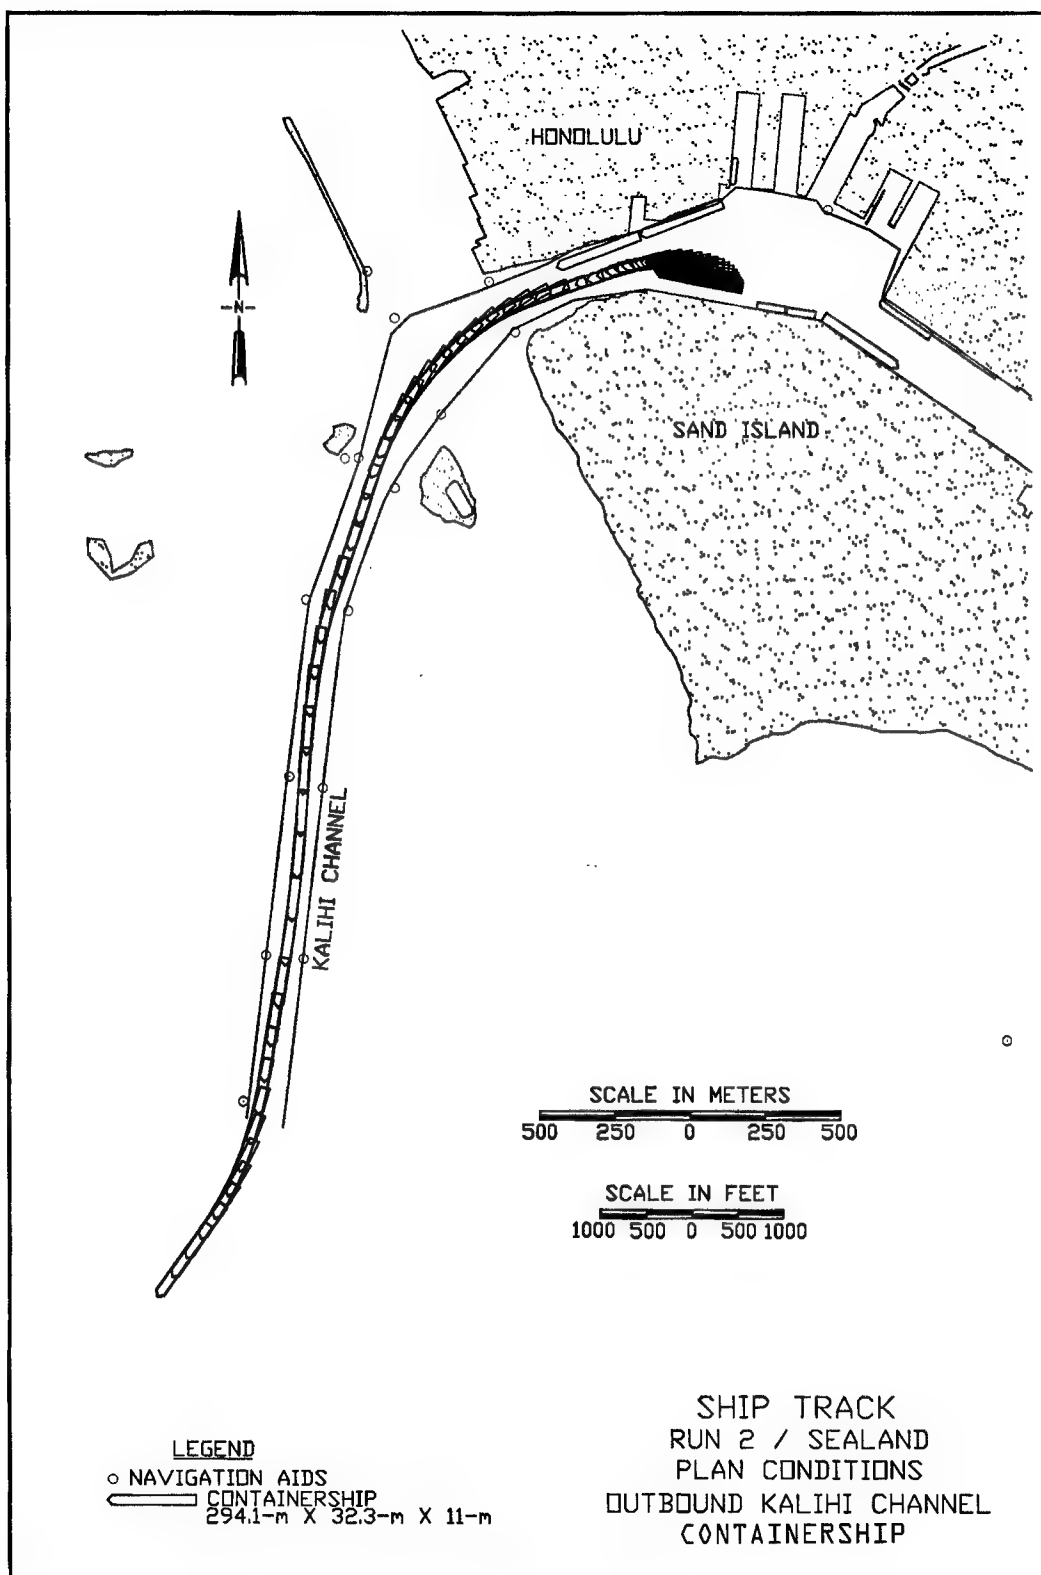 HONOLULU
-N-
SAND ISLAND
KALIHI CHANNEL
SCALE IN METERS
500 250 0 250 500
SCALE IN FEET
1000 500 0 500 1000
SHIP TRACK
RUN 2 / SEALAND
PLAN CONDITIONS
OUTBOUND KALIHI CHANNEL
CONTAINERSHIP
LEGEND
NAVIGATION AIDS
CONTAINERSHIP
294.1-m X 32.3-m X 11-m